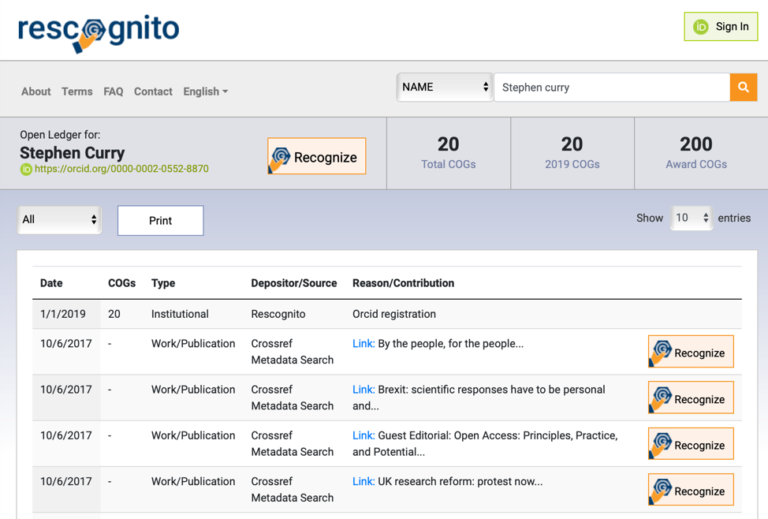 rescognito
iD Sign In
About Terms FAQ Contact English
NAME Stephen curry
Open Ledger for:
Stephen Curry
iD https://orcid.org/0000-0002-0552-8870
Recognize
20
Total COGs
20
2019 COGs
200
Award COGs
All Print Show 10 entries
Date COGs Type Depositor/Source Reason/Contribution
1/1/2019 20 Institutional Rescognito Orcid registration
10/6/2017 - Work/Publication Crossref Link: By the people, for the people...
Metadata Search
Recognize
10/6/2017 - Work/Publication Crossref Link: Brexit: scientific responses have to be personal
Metadata Search and...
Recognize
10/6/2017 - Work/Publication Crossref Link: Guest Editorial: Open Access: Principles, Practice,
Metadata Search and Potential...
Recognize
10/6/2017 - Work/Publication Crossref Link: UK research reform: protest now...
Metadata Search
Recognize